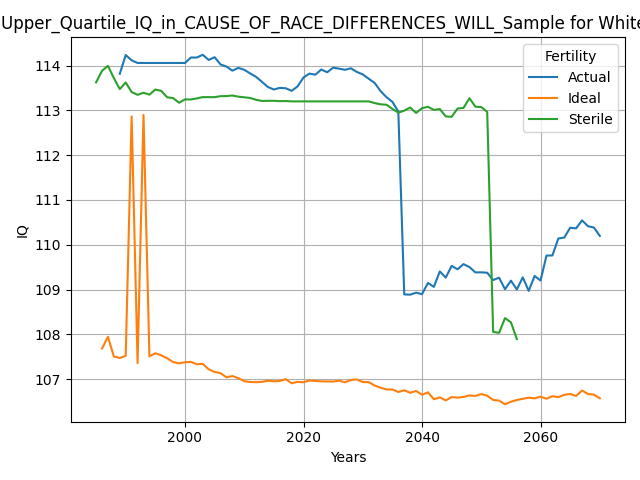 Upper_Quartile_IQ_in_CAUSE_OF_RACE_DIFFERENCES_WILL_Sample for White
Fertility
Actual
Ideal
Sterile
114
113
112
111
110
109
108
107
IQ
2000
2020
2040
2060
Years